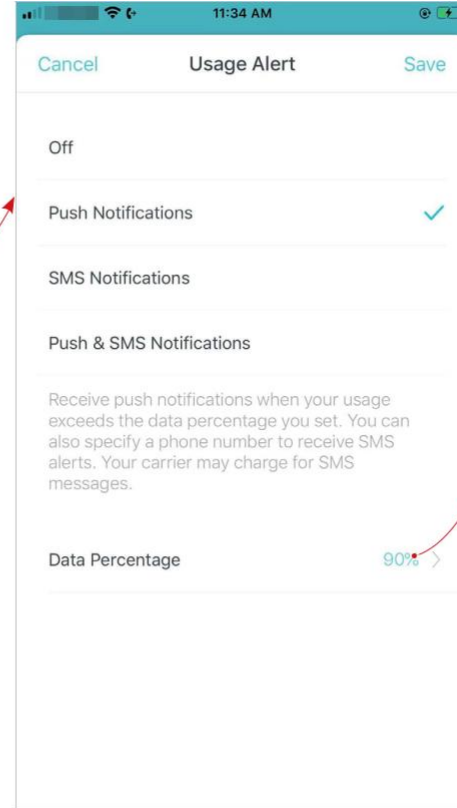 11:34 AM
Cancel Usage Alert Save
Off
Push Notifications
SMS Notifications
Push & SMS Notifications
Receive push notifications when your usage
exceeds the data percentage you set. You can
also specify a phone number to receive SMS
alerts. Your carrier may charge for SMS
messages.
Data Percentage 90%